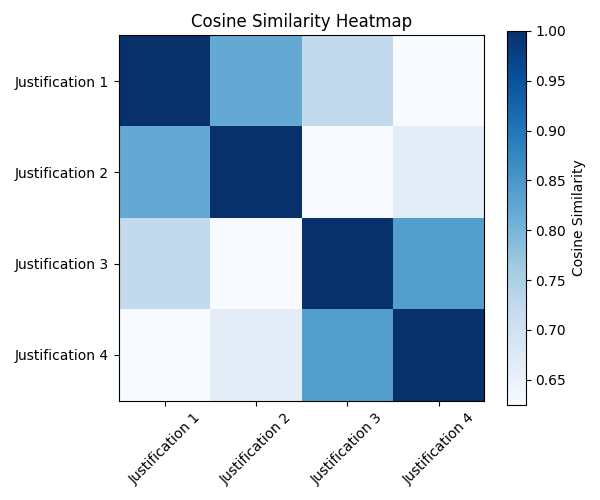 Cosine Similarity Heatmap
Justification 1
Justification 2
Justification 3
Justification 4
Justification 1
Justification 2
Justification 3
Justification 4
1.00
0.95
0.90
0.85
0.80
0.75
0.70
0.65
Cosine Similarity